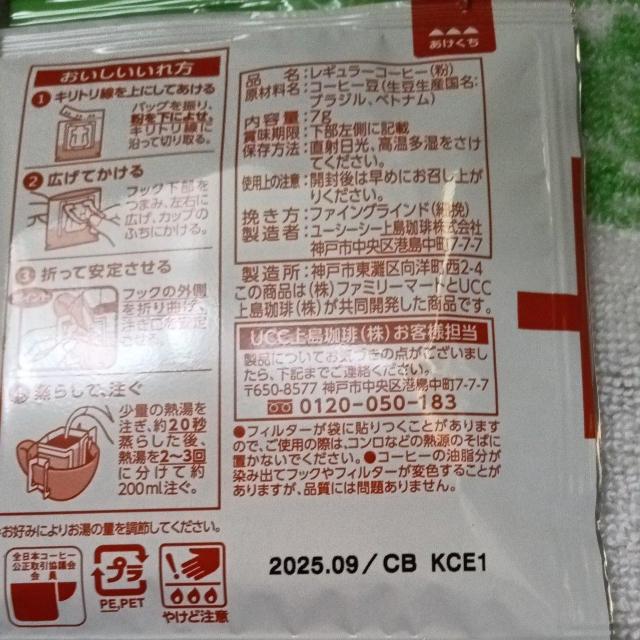 あけくち
おいしいいれ方
1 キリトリ線を上にしてあける
バッグを振り、
粉を下によせ、
キリトリ線に
沿って切り取る。
2 広げてかける
フック下部を
つまみ、左右に
広げ、カップの
ふちにかける。
3 折って安定させる
フックの外側
を折り曲げ、
注ぎ口を安定
させる。
蒸らして、注ぐ
少量の熱湯を
注ぎ、約20秒
蒸らした後、
熱湯を2〜3回
に分けて約
200ml注ぐ。
お好みによりお湯の量を調節してください。
品名:レギュラーコーヒー(粉)
原材料名:コーヒー豆(生豆生産国名:
ブラジル、ベトナム)
内容量:7g
賞味期限:下部左側に記載
保存方法:直射日光、高温多湿をさけ
てください。
使用上の注意:開封後は早めにお召し上が
りください。
挽き方:ファイングラインド(細挽)
製造者:ユーシーシー上島珈琲株式会社
神戸市中央区港島中町7-7-7
製造所:神戸市東灘区向洋町西2-4
この商品は(株)ファミリーマートとUCC
上島珈琲(株)が共同開発した商品です。
UCC上島珈琲(株)お客様担当
製品についてお気づきの点がございまし
たら、下記までご連絡ください。
〒650-8577 神戸市中央区港島中町7-7-7
0120-050-183
●フィルターが袋に貼りつくことがあります
ので、ご使用の際は、コンロなどの熱源のそばに
置かないでください。●コーヒーの油脂分が
染み出てフックやフィルターが変色することが
ありますが、品質には問題ありません。
全日本コーヒー
公正取引協議会
会員
プラ
PE,PET
やけど注意
2025.09/CB KCE1